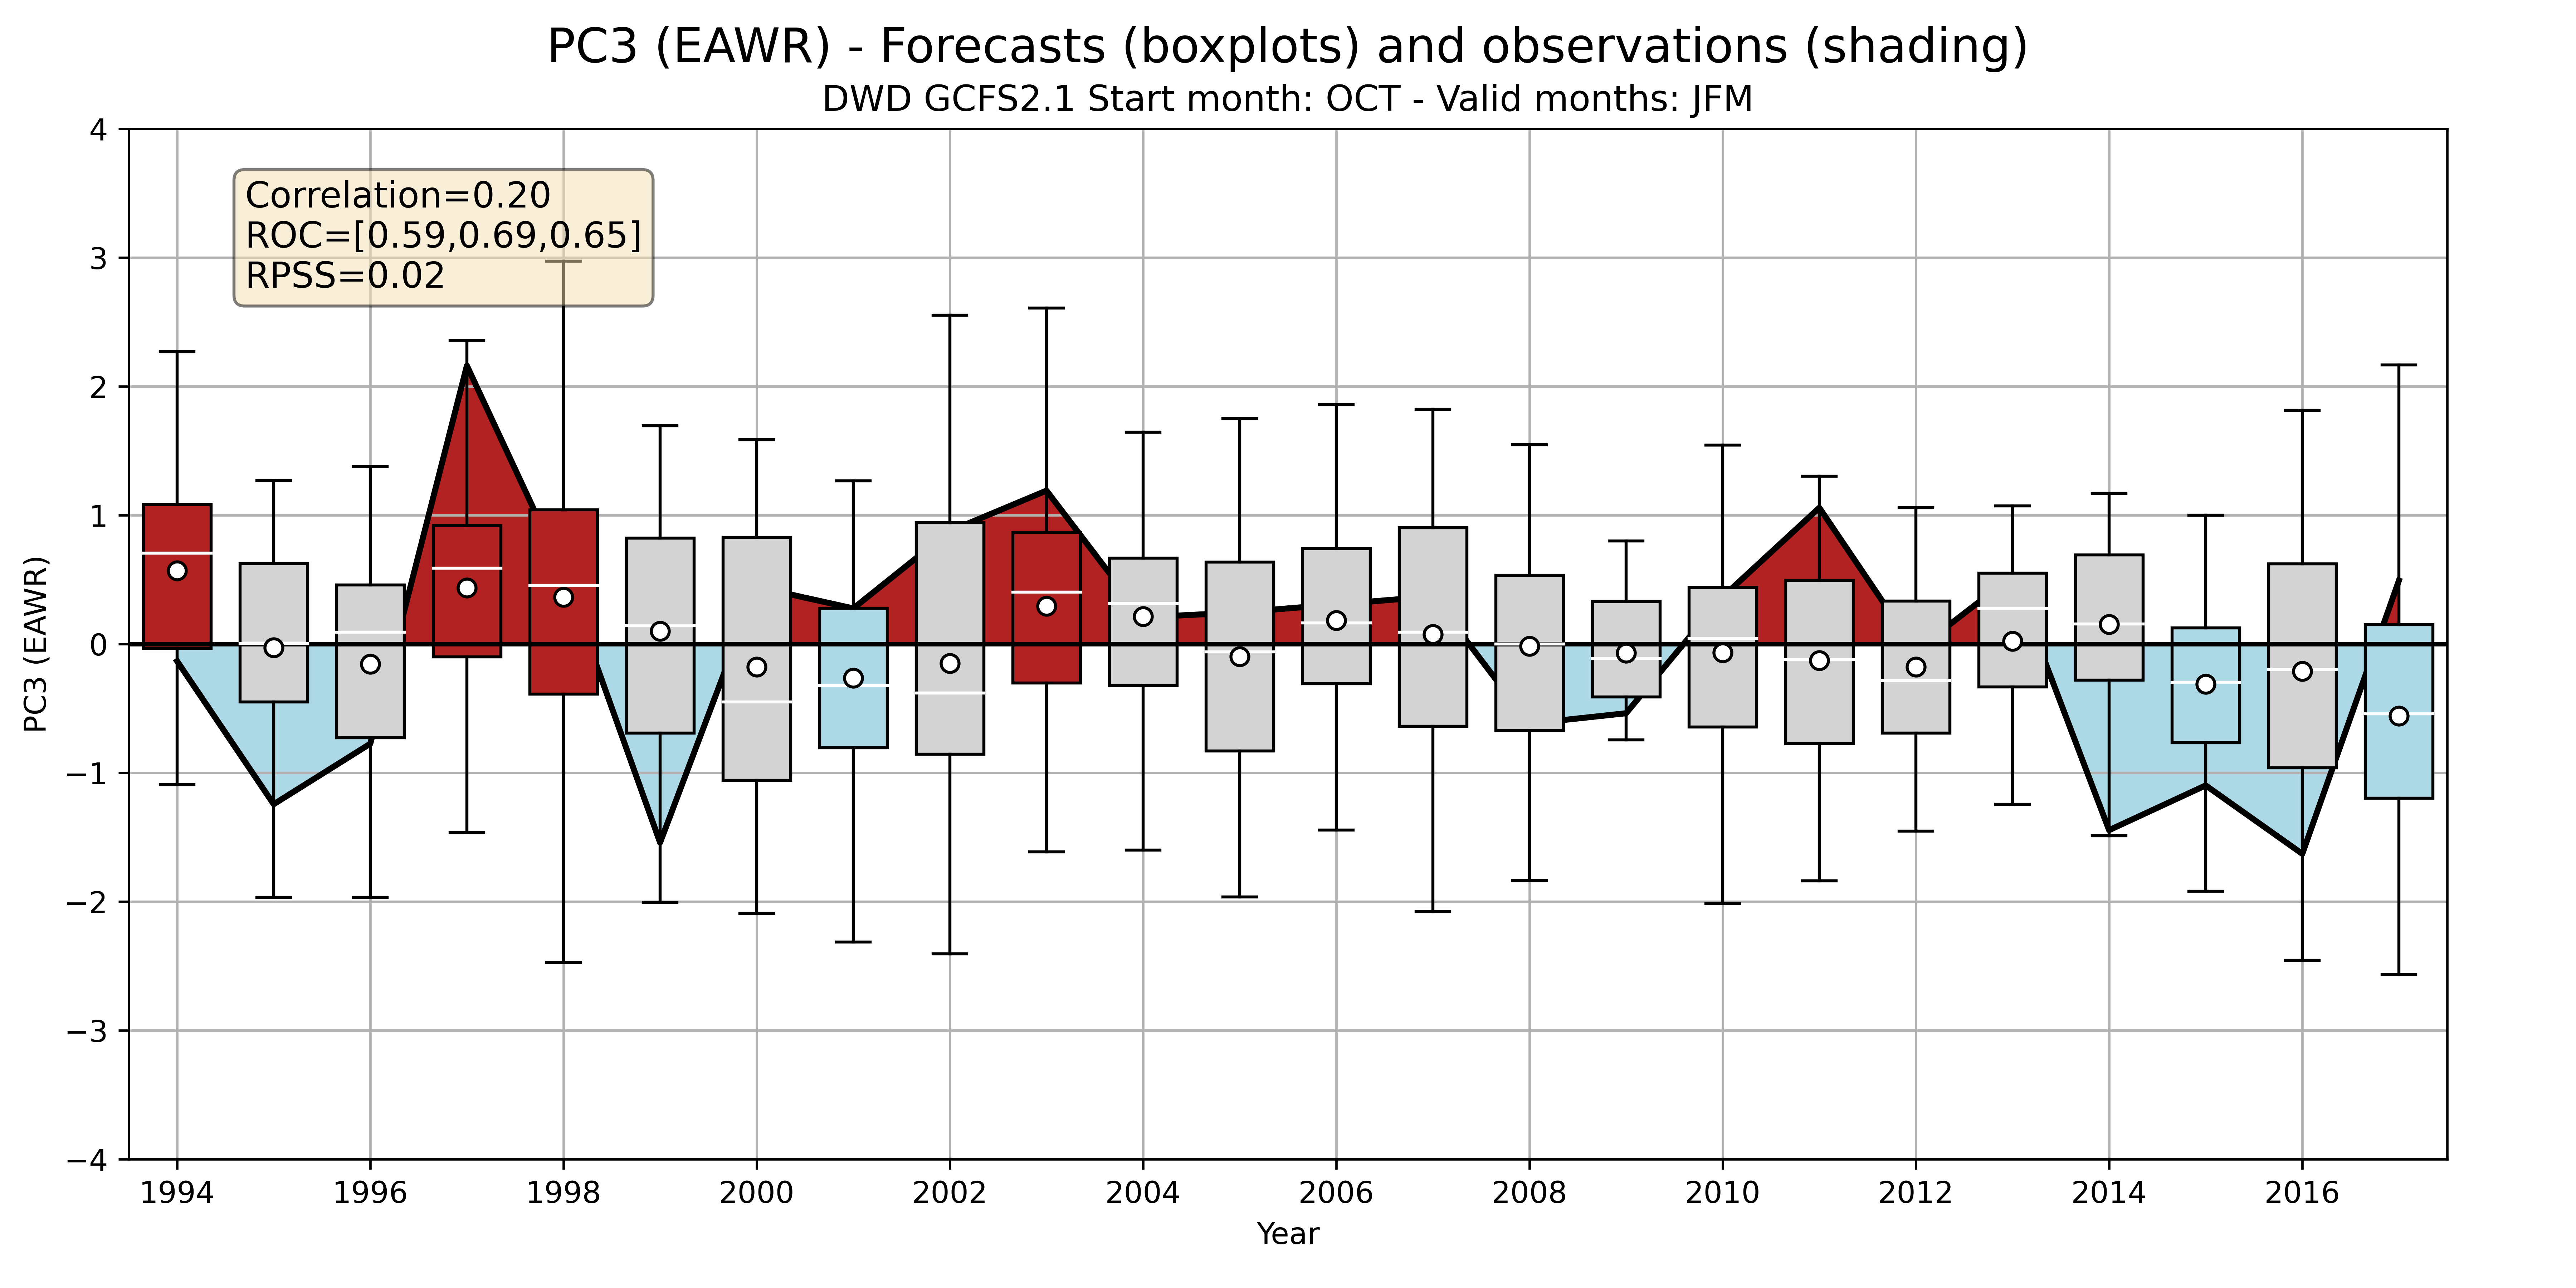 PC3 (EAWR) - Forecasts (boxplots) and observations (shading)
DWD GCFS2.1 Start month: OCT - Valid months: JFM
Correlation=0.20
ROC=[0.59,0.69,0.65]
RPSS=0.02
PC3 (EAWR)
4
3
2
1
0
−1
−2
−3
−4
1994 1996 1998 2000 2002 2004 2006 2008 2010 2012 2014 2016
Year